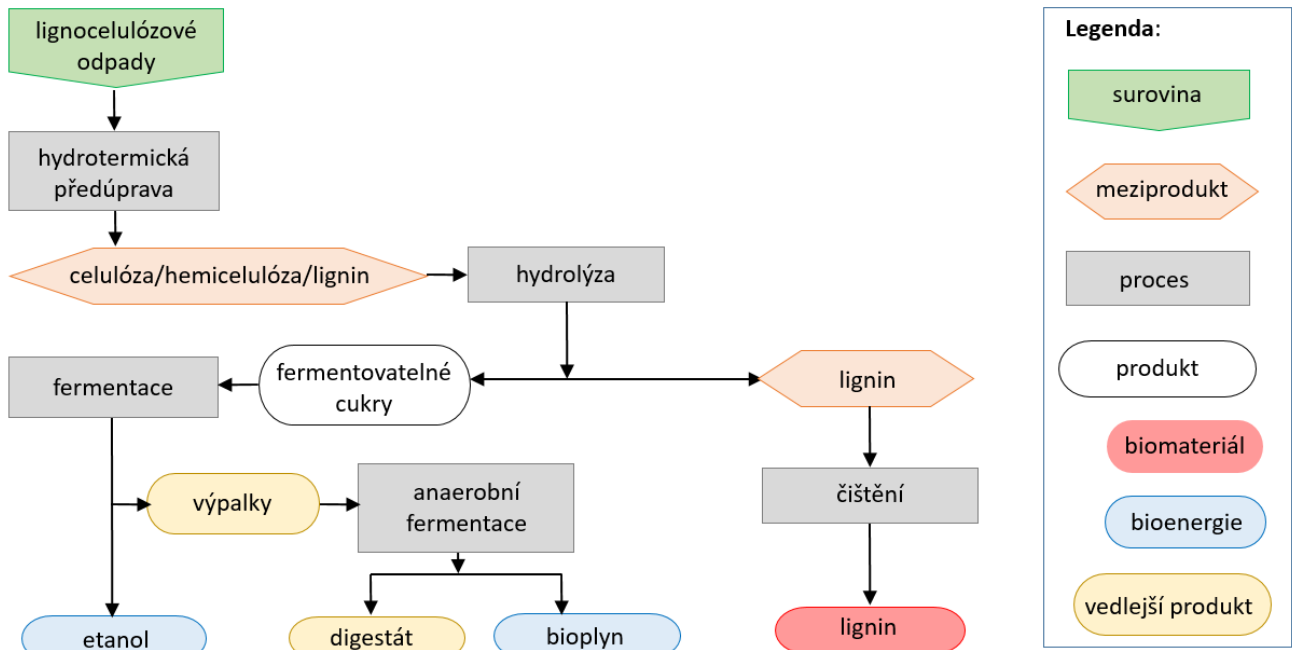 lignocelulózové
odpady
hydrotermická
předúprava
celulóza/hemicelulóza/lignin
hydrolýza
fermentace
fermentovatelné
cukry
lignin
výpalky
anaerobní
fermentace
čištění
etanol
digestát
bioplyn
lignin
Legenda:
surovina
meziprodukt
proces
produkt
biomateriál
bioenergie
vedlejší produkt